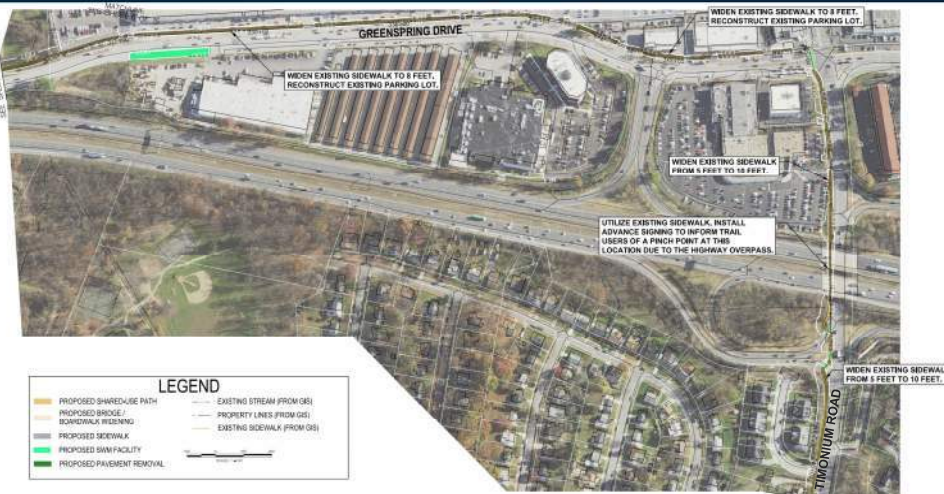 GREENSPRING DRIVE
WIDEN EXISTING SIDEWALK TO 8 FEET,
RECONSTRUCT EXISTING PARKING LOT.
WIDEN EXISTING SIDEWALK TO 8 FEET,
RECONSTRUCT EXISTING PARKING LOT.
WIDEN EXISTING SIDEWALK
FROM 5 FEET TO 10 FEET.
UTILIZE EXISTING SIDEWALK, INSTALL
ADVANCE SIGNING TO INFORM TRAIL
USERS OF A PINCH POINT AT THIS
LOCATION DUE TO THE HIGHWAY OVERPASS.
WIDEN EXISTING SIDEWAL
FROM 5 FEET TO 10 FEET.
TIMONIUM ROAD
LEGEND
PROPOSED SHARED-USE PATH
PROPOSED BRIDGE /
BOARDWALK WIDENING
PROPOSED SIDEWALK
PROPOSED SWM FACILITY
PROPOSED PAVEMENT REMOVAL
EXISTING STREAM (FROM GIS)
PROPERTY LINES (FROM GIS)
EXISTING SIDEWALK (FROM GIS)